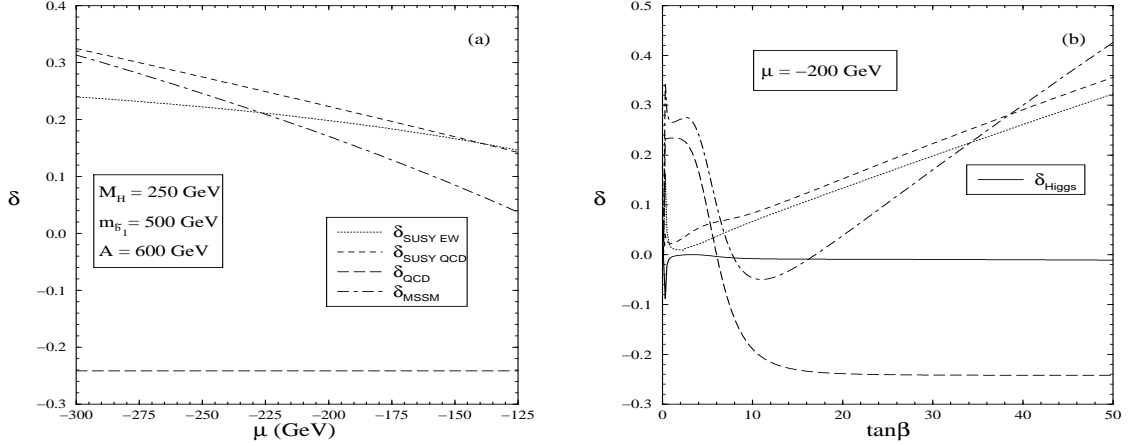 0.4
0.3
0.2
0.1
0.0
−0.1
−0.2
−0.3
δ
(a)
M_H = 250 GeV
m_b̃₁ = 500 GeV
A = 600 GeV
δ_SUSY EW
δ_SUSY QCD
δ_QCD
δ_MSSM
−300 −275 −250 −225 −200 −175 −150 −125
μ (GeV)
0.5
0.4
0.3
0.2
0.1
0.0
−0.1
−0.2
−0.3
δ
(b)
μ = −200 GeV
δ_Higgs
0 10 20 30 40 50
tanβ